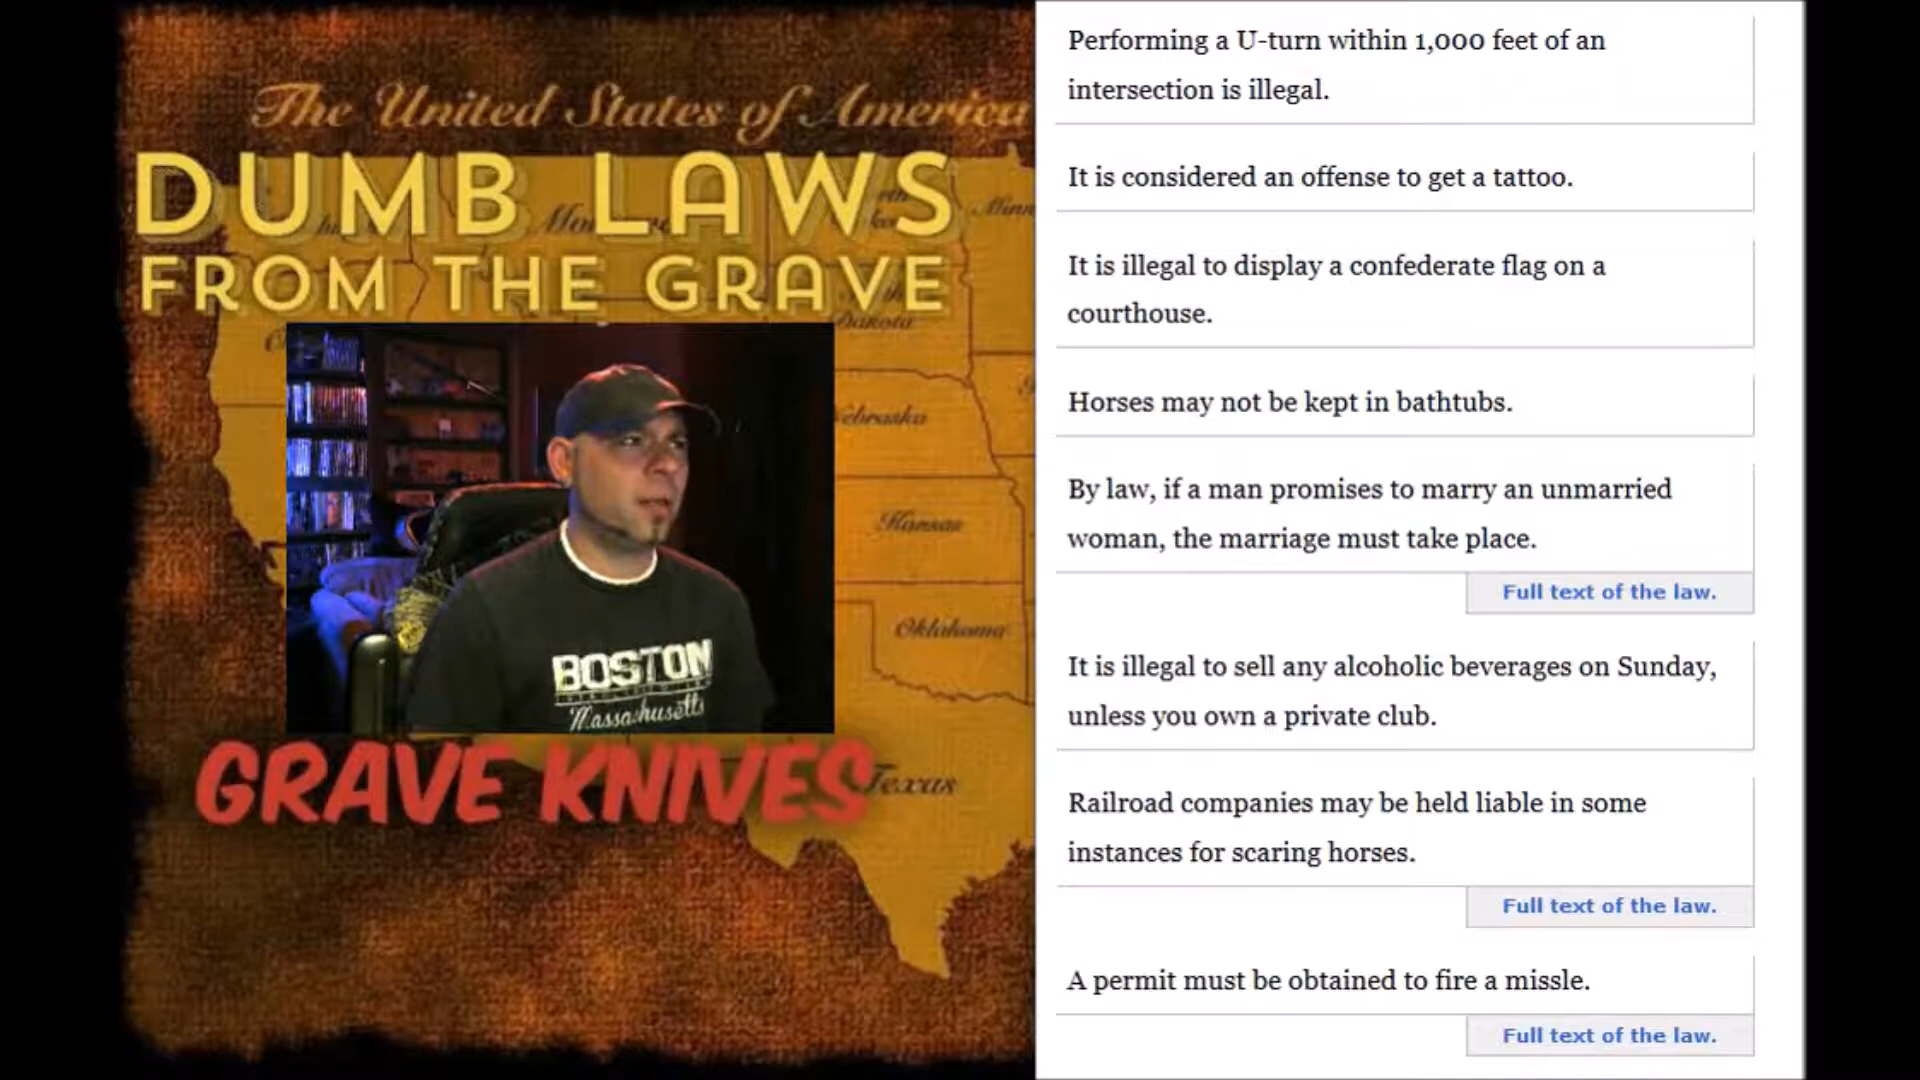 The United States of America
DUMB LAWS
FROM THE GRAVE
Dakota
Nebraska
Kansas
Oklahoma
Texas
BOSTON
Massachusetts
GRAVE KNIVES
Performing a U-turn within 1,000 feet of an
intersection is illegal.
It is considered an offense to get a tattoo.
It is illegal to display a confederate flag on a
courthouse.
Horses may not be kept in bathtubs.
By law, if a man promises to marry an unmarried
woman, the marriage must take place.
Full text of the law.
It is illegal to sell any alcoholic beverages on Sunday,
unless you own a private club.
Railroad companies may be held liable in some
instances for scaring horses.
Full text of the law.
A permit must be obtained to fire a missle.
Full text of the law.